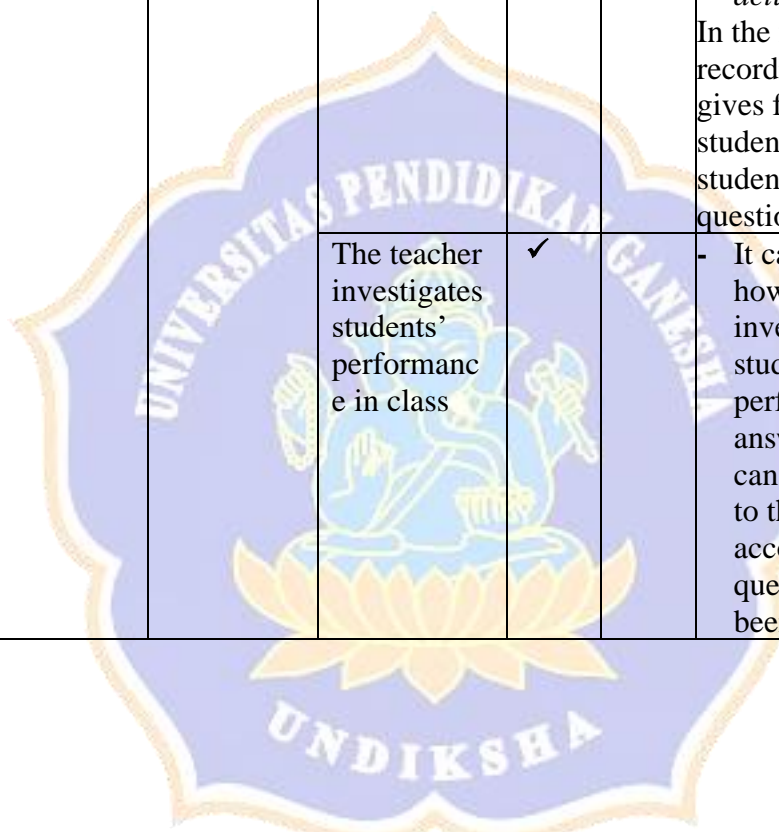 In the
record
gives f
studen
studen
questio
The teacher
investigates
students'
performanc
e in class
✓
- It ca
how
inve
stud
perf
answ
can
to th
acco
que
bee
UNIVERSITAS PENDIDIKAN GANESHA
UNDIKSHA